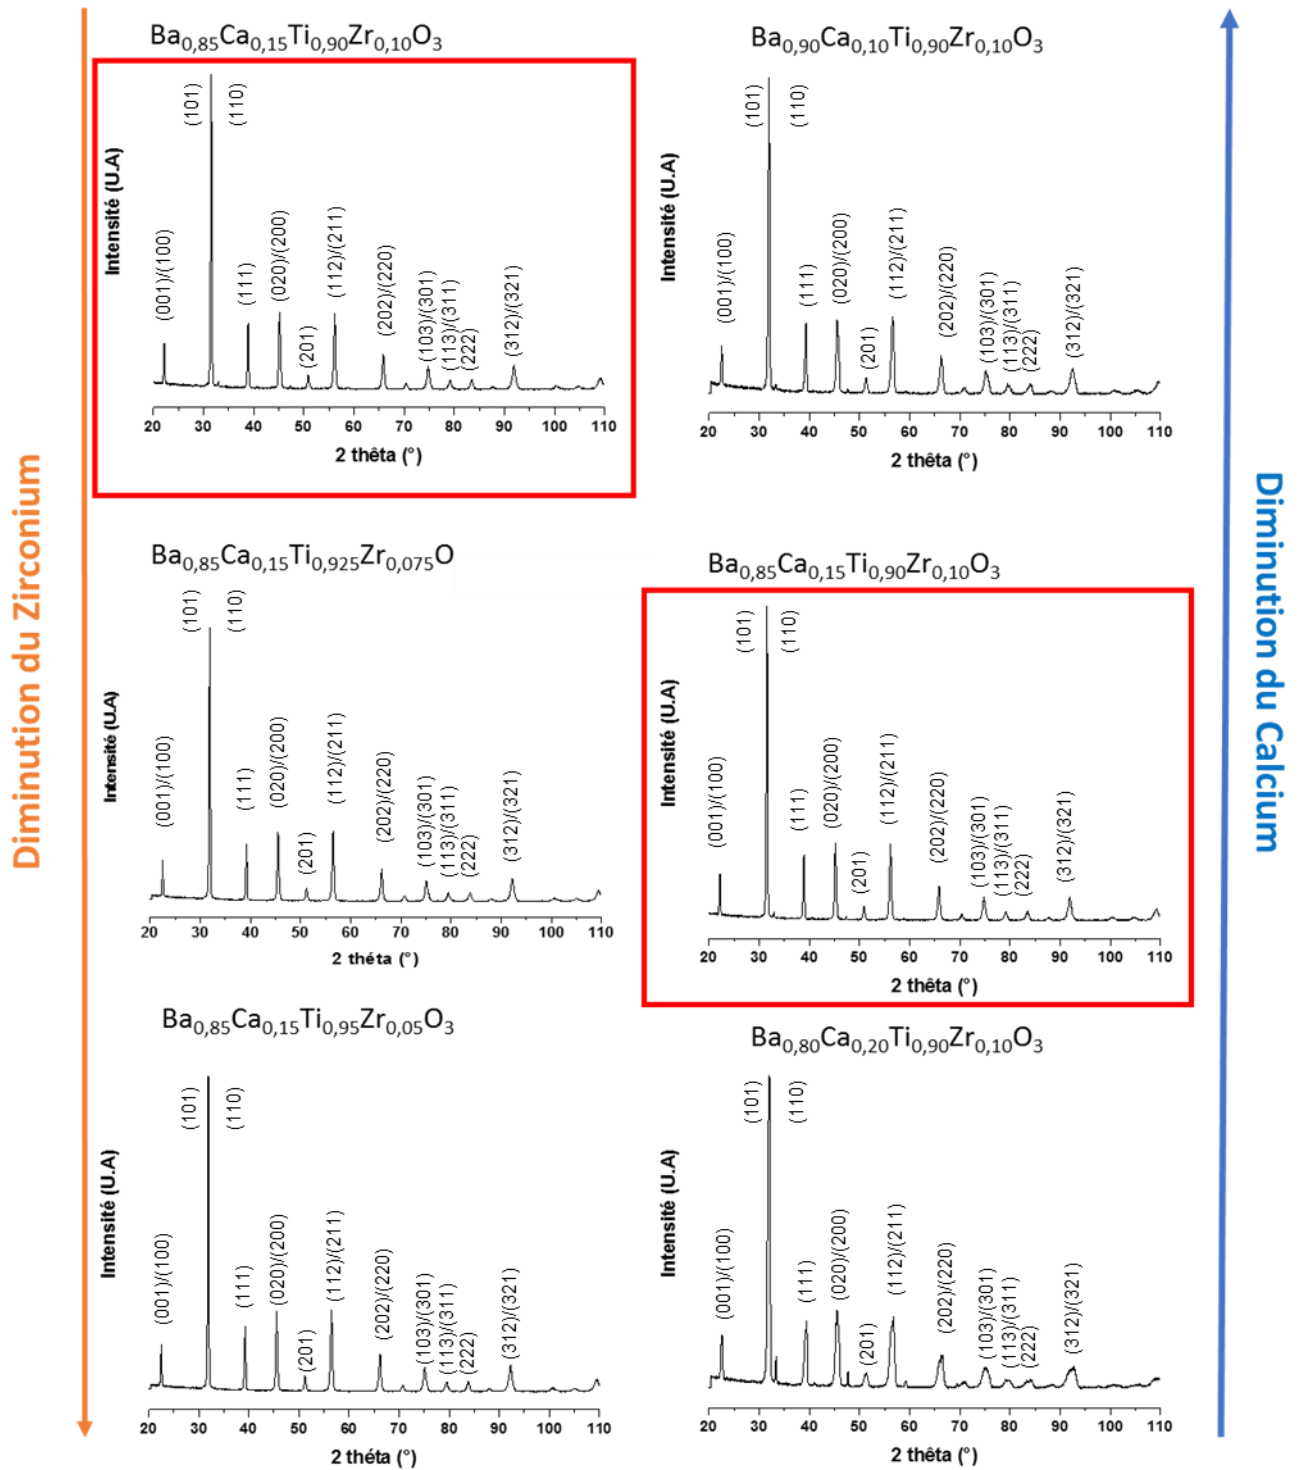 Diminution du Zirconium
Ba0,85Ca0,15Ti0,90Zr0,10O3
Intensité (U.A)
(001)/(100)
(101)
(110)
(111)
(020)/(200)
(201)
(112)/(211)
(202)/(220)
(103)/(301)
(113)/(311)
(222)
(312)/(321)
20 30 40 50 60 70 80 90 100 110
2 thêta (°)
Ba0,90Ca0,10Ti0,90Zr0,10O3
Intensité (U.A)
(001)/(100)
(101)
(110)
(111)
(020)/(200)
(201)
(112)/(211)
(202)/(220)
(103)/(301)
(113)/(311)
(222)
(312)/(321)
20 30 40 50 60 70 80 90 100 110
2 thêta (°)
Ba0,85Ca0,15Ti0,925Zr0,075O
Intensité (U.A)
(001)/(100)
(101)
(110)
(111)
(020)/(200)
(201)
(112)/(211)
(202)/(220)
(103)/(301)
(113)/(311)
(222)
(312)/(321)
20 30 40 50 60 70 80 90 100 110
2 théta (°)
Ba0,85Ca0,15Ti0,90Zr0,10O3
Intensité (U.A)
(001)/(100)
(101)
(110)
(111)
(020)/(200)
(201)
(112)/(211)
(202)/(220)
(103)/(301)
(113)/(311)
(222)
(312)/(321)
20 30 40 50 60 70 80 90 100 110
2 thêta (°)
Ba0,85Ca0,15Ti0,95Zr0,05O3
Intensité (U.A)
(001)/(100)
(101)
(110)
(111)
(020)/(200)
(201)
(112)/(211)
(202)/(220)
(103)/(301)
(113)/(311)
(222)
(312)/(321)
20 30 40 50 60 70 80 90 100 110
2 théta (°)
Ba0,80Ca0,20Ti0,90Zr0,10O3
Intensité (U.A)
(001)/(100)
(101)
(110)
(111)
(020)/(200)
(201)
(112)/(211)
(202)/(220)
(103)/(301)
(113)/(311)
(222)
(312)/(321)
20 30 40 50 60 70 80 90 100 110
2 thêta (°)
Diminution du Calcium